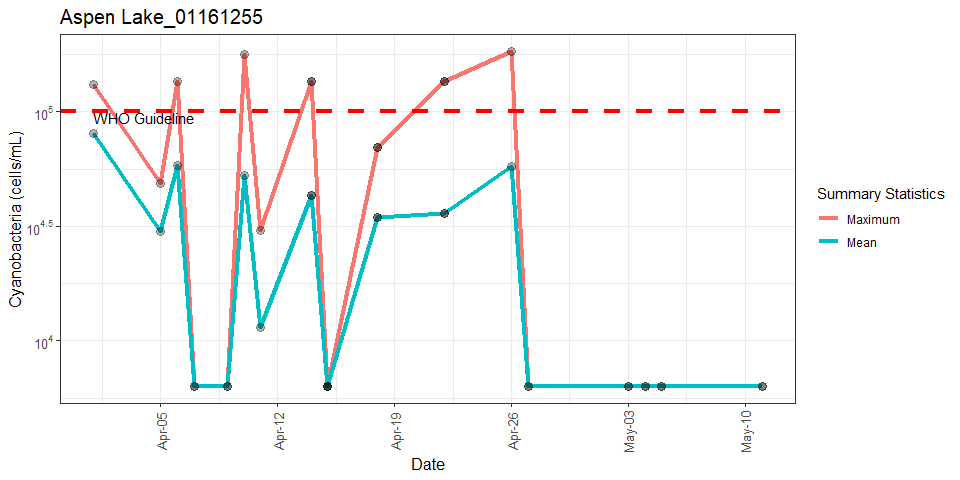 Aspen Lake_01161255
Cyanobacteria (cells/mL)
10^5
10^4.5
10^4
WHO Guideline
Apr-05
Apr-12
Apr-19
Apr-26
May-03
May-10
Date
Summary Statistics
Maximum
Mean